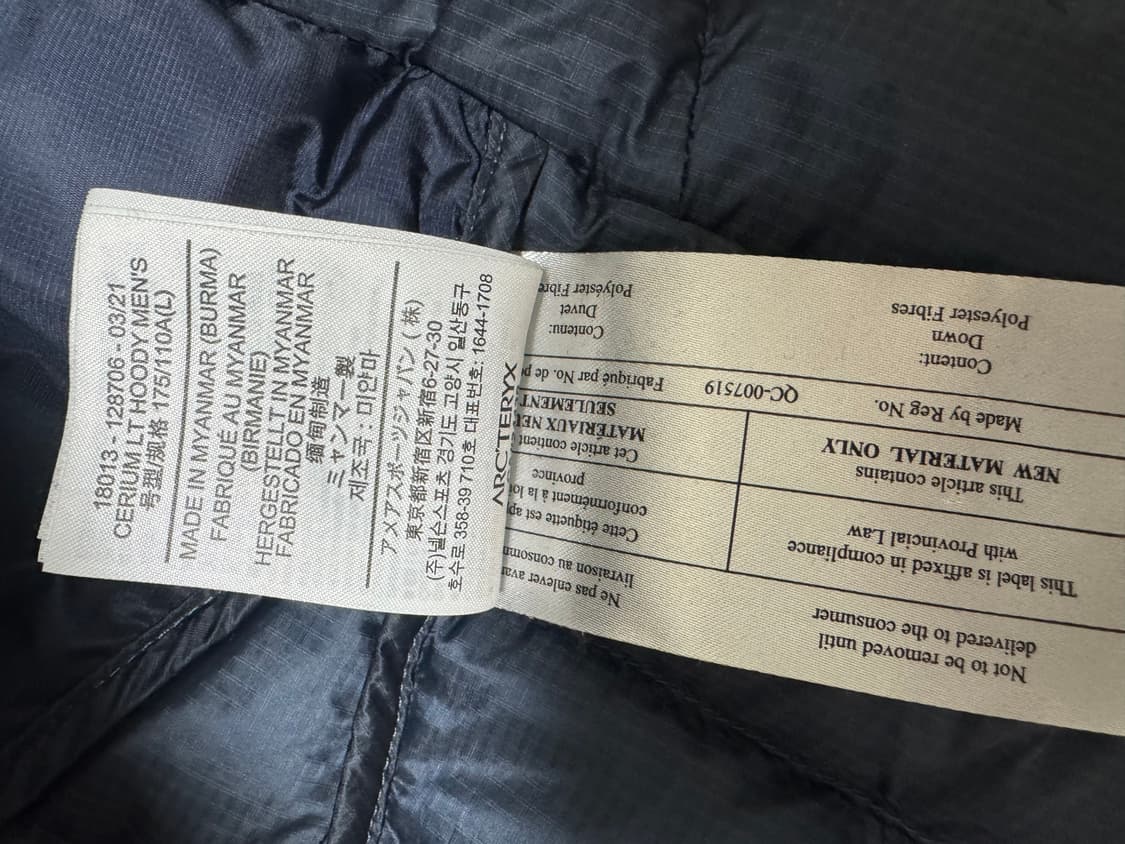 18013 - 128706 - 03/21
CERIUM LT HOODY MEN'S
号型规格 175/110A(L)
MADE IN MYANMAR (BURMA)
FABRIQUÉ AU MYANMAR
(BIRMANIE)
HERGESTELLT IN MYANMAR
FABRICADO EN MYANMAR
缅甸制造
ミャンマー製
제조국 : 미얀마
アメアスポーツジャパン ( 株 )
東京都新宿区新宿6-27-30
(주)넬슨스포츠 경기도 고양시 일산동구
호수로 358-39 710호 대표번호: 1644-1708
ARC'TERYX
Not to be removed until
delivered to the consumer
This label is affixed in compliance
with Provincial Law
This article contains
NEW MATERIAL ONLY
Made by Reg No.
QC-007519
Content:
Down
Polyester Fibres
Ne pas enlever
livraison au
Cette étiquette est
conformément à la
province
Cet article contient
MATÉRIAUX
SEULEMENT
Fabriqué par No. de
Contenu:
Duvet
Polyéster